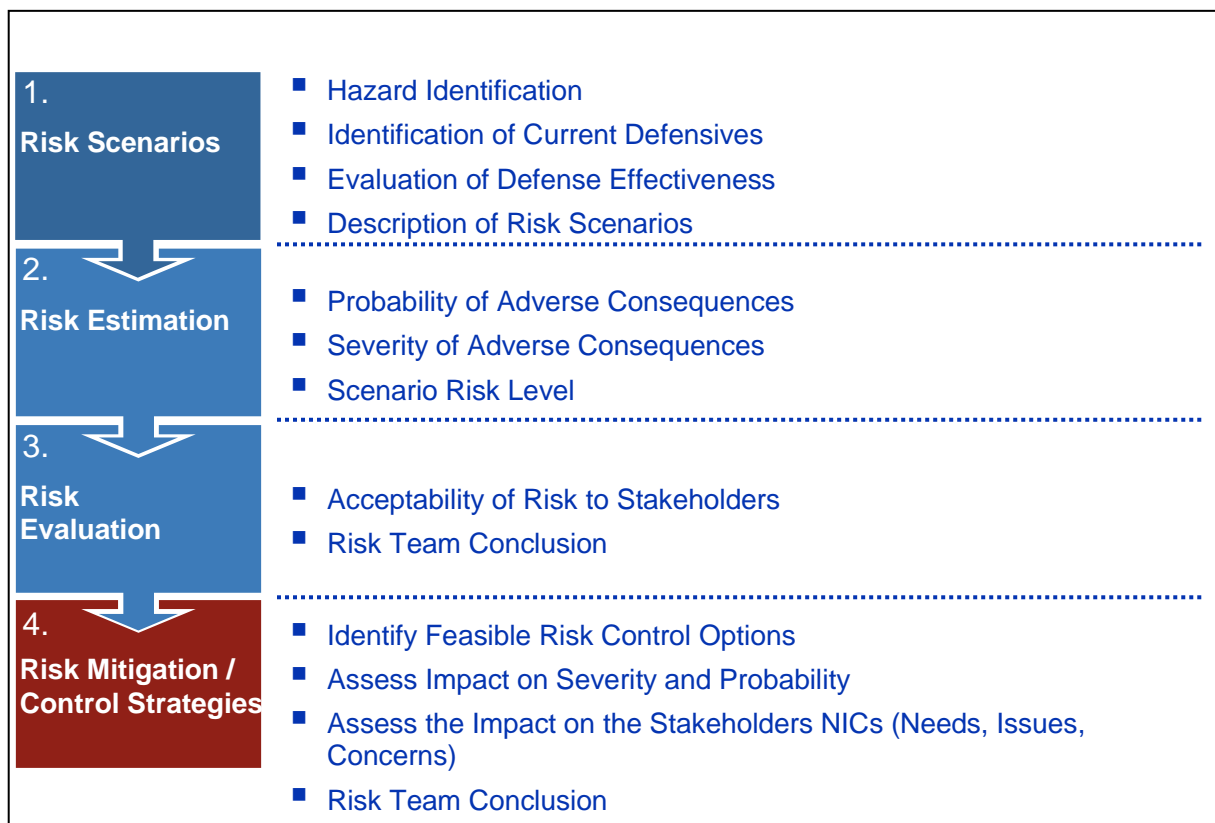 1.
Risk Scenarios
■ Hazard Identification
■ Identification of Current Defensives
■ Evaluation of Defense Effectiveness
■ Description of Risk Scenarios
2.
Risk Estimation
■ Probability of Adverse Consequences
■ Severity of Adverse Consequences
■ Scenario Risk Level
3.
Risk
Evaluation
■ Acceptability of Risk to Stakeholders
■ Risk Team Conclusion
4.
Risk Mitigation /
Control Strategies
■ Identify Feasible Risk Control Options
■ Assess Impact on Severity and Probability
■ Assess the Impact on the Stakeholders NICs (Needs, Issues,
Concerns)
■ Risk Team Conclusion